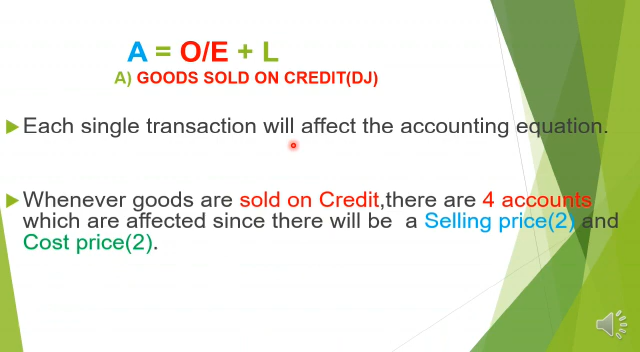 A = O/E + L
A) GOODS SOLD ON CREDIT(DJ)
Each single transaction will affect the accounting equation.
Whenever goods are sold on Credit,there are 4 accounts
which are affected since there will be a Selling price(2) and
Cost price(2).